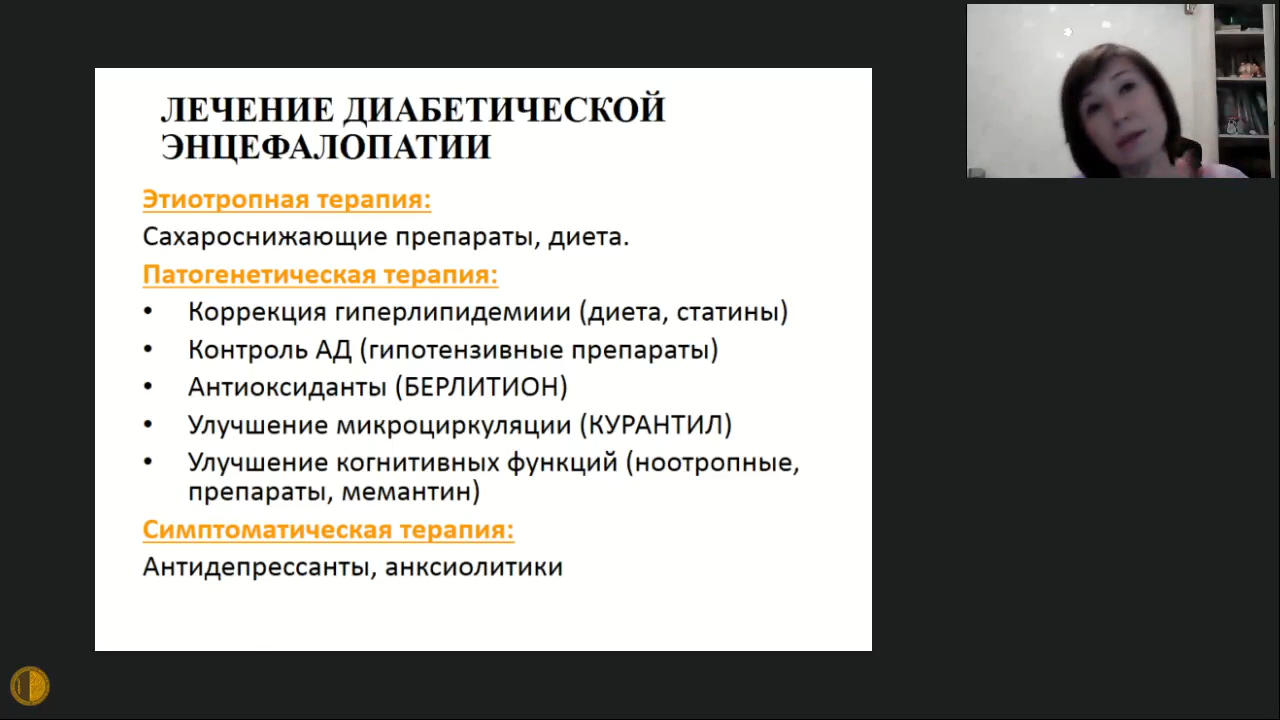 ЛЕЧЕНИЕ ДИАБЕТИЧЕСКОЙ
ЭНЦЕФАЛОПАТИИ
Этиотропная терапия:
Сахароснижающие препараты, диета.
Патогенетическая терапия:
• Коррекция гиперлипидемиии (диета, статины)
• Контроль АД (гипотензивные препараты)
• Антиоксиданты (БЕРЛИТИОН)
• Улучшение микроциркуляции (КУРАНТИЛ)
• Улучшение когнитивных функций (ноотропные,
препараты, мемантин)
Симптоматическая терапия:
Антидепрессанты, анксиолитики